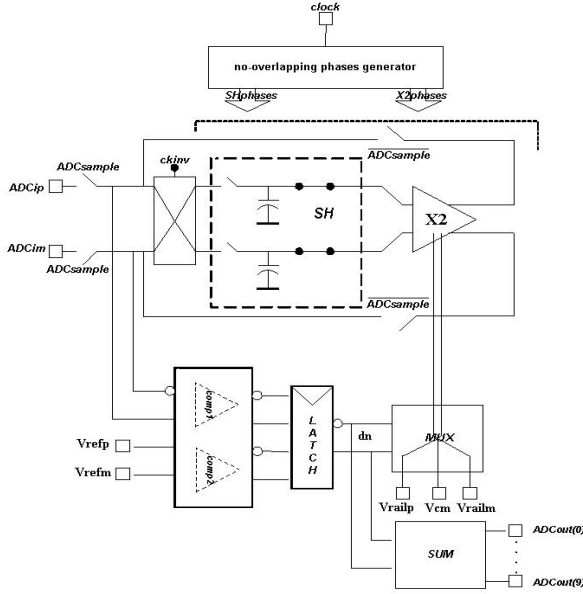 clock
no-overlapping phases generator
SHphases
X2phases
ADCsample
ckinv
ADCsample
ADCip
SH
X2
ADCim
ADCsample
ADCsample
comp1
LATCH
dn
MUX
Vrefp
comp2
Vrefm
Vrailp
Vcm
Vrailm
SUM
ADCout(0)
ADCout(9)